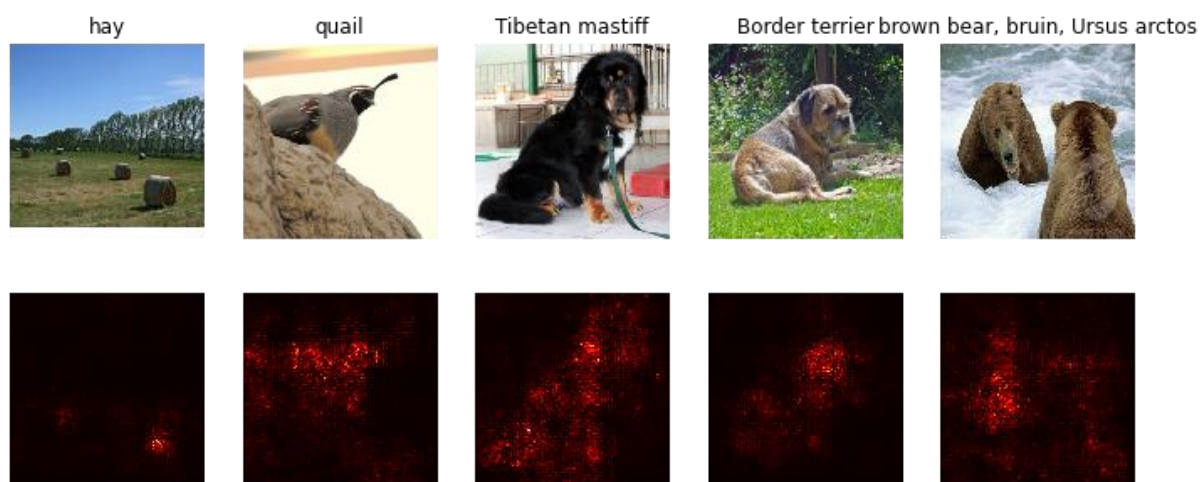 hay
quail
Tibetan mastiff
Border terrier
brown bear, bruin, Ursus arctos